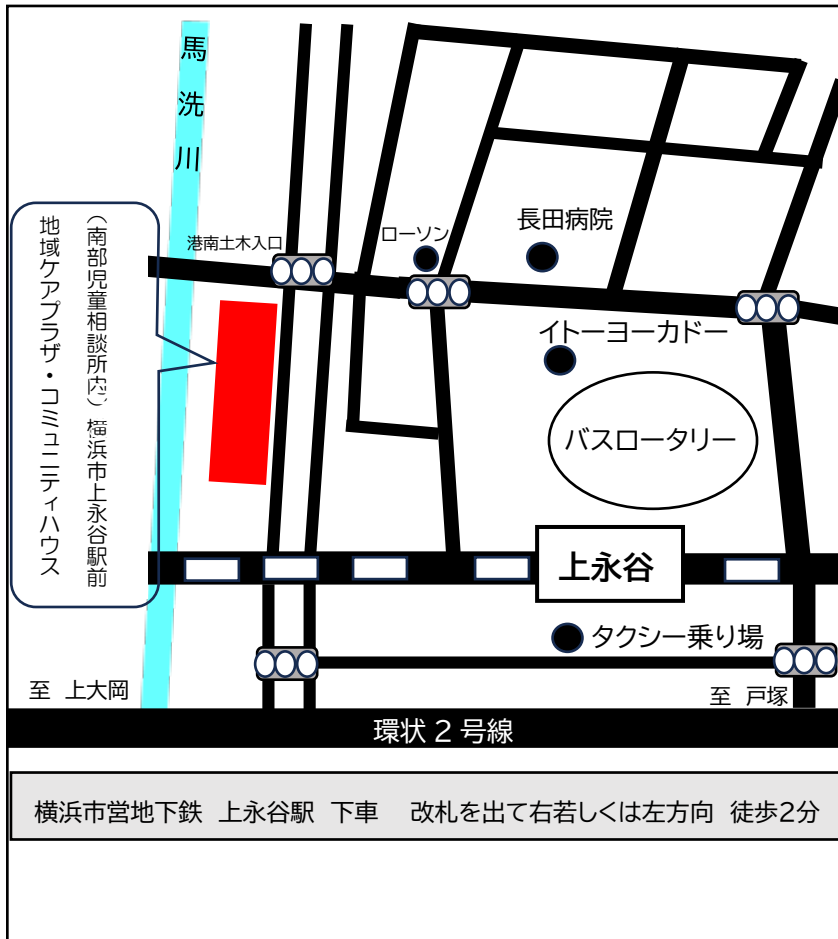 馬洗川
港南土木入口
ローソン
長田病院
イトーヨーカドー
バスロータリー
（南部児童相談所内）横浜市上永谷駅前
地域ケアプラザ・コミュニティハウス
上永谷
タクシー乗り場
至 上大岡
至 戸塚
環状２号線
横浜市営地下鉄 上永谷駅 下車　改札を出て右若しくは左方向 徒歩2分